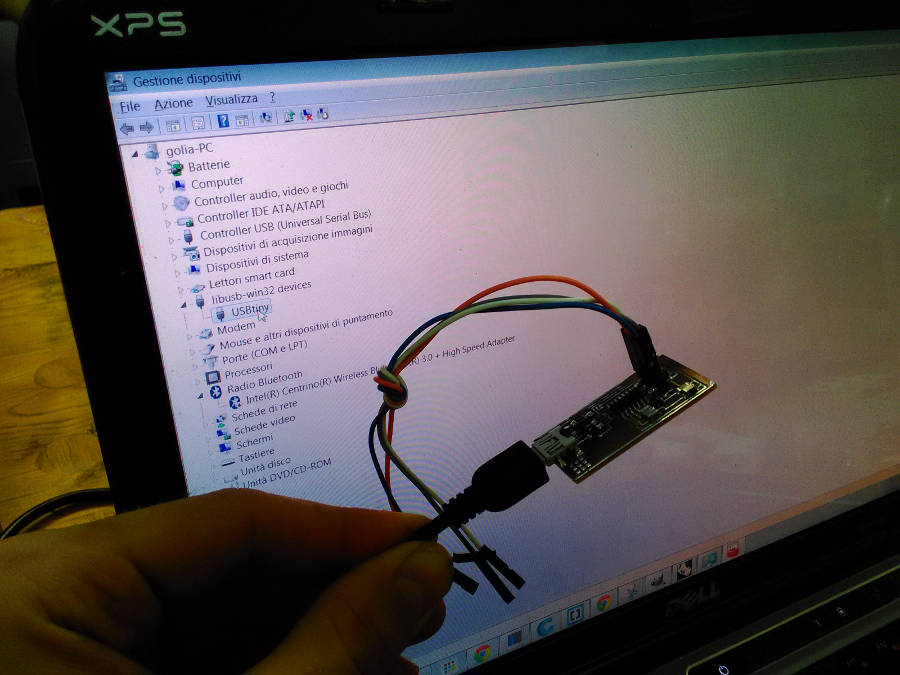 XPS
Gestione dispositivi
File Azione Visualizza ?
golia-PC
Batterie
Computer
Controller audio, video e giochi
Controller IDE ATA/ATAPI
Controller USB (Universal Serial Bus)
Dispositivi di acquisizione immagini
Dispositivi di sistema
Lettori smart card
libusb-win32 devices
USBtiny
Modem
Mouse e altri dispositivi di puntamento
Porte (COM e LPT)
Processori
Radio Bluetooth
Intel(R) Centrino(R) Wireless Bl R) 3.0 + High Speed Adapter
Schede di rete
Schede video
Schermi
Tastiere
Unità disco
Unità DVD/CD-ROM
DELL